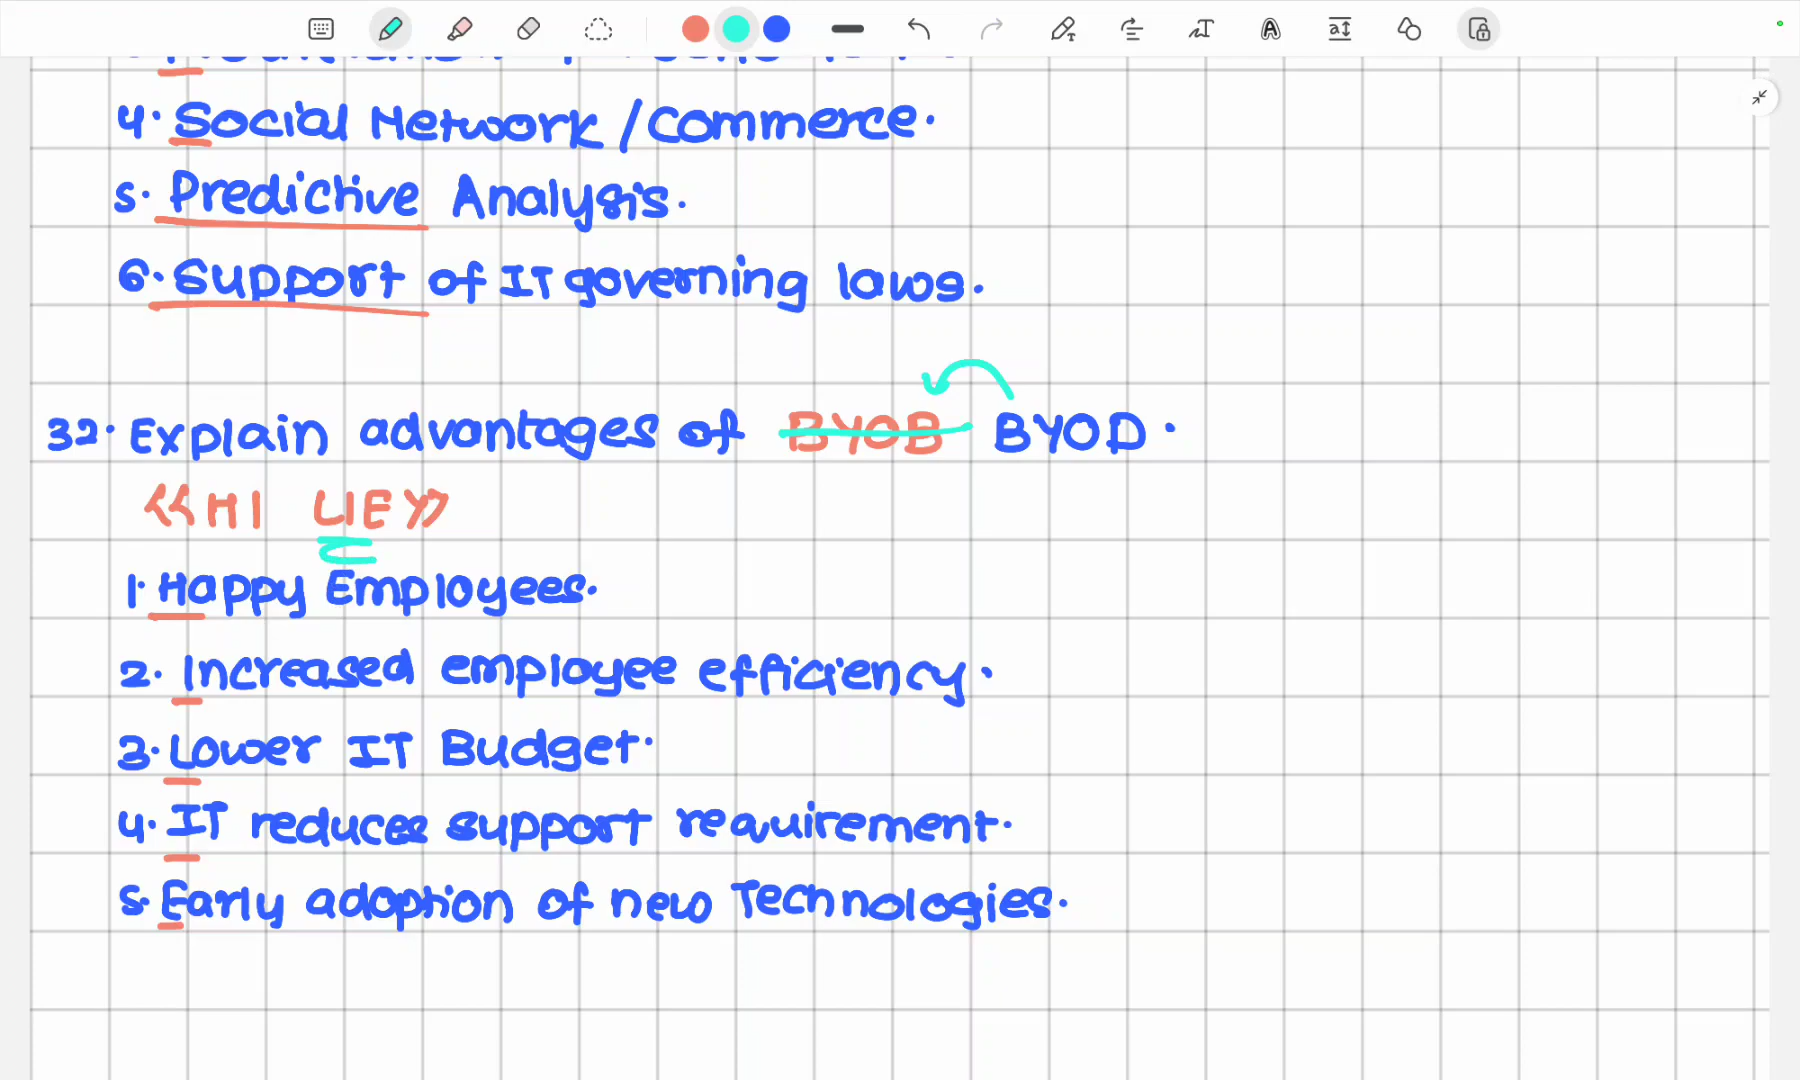 4. Social Network / Commerce.
5. Predictive Analysis.
6. Support of IT governing laws.
32. Explain advantages of BYOB BYOD.
《HI LIE》
1. Happy Employees.
2. Increased employee efficiency.
3. Lower IT Budget.
4. IT reduces support requirement.
5. Early adoption of new Technologies.